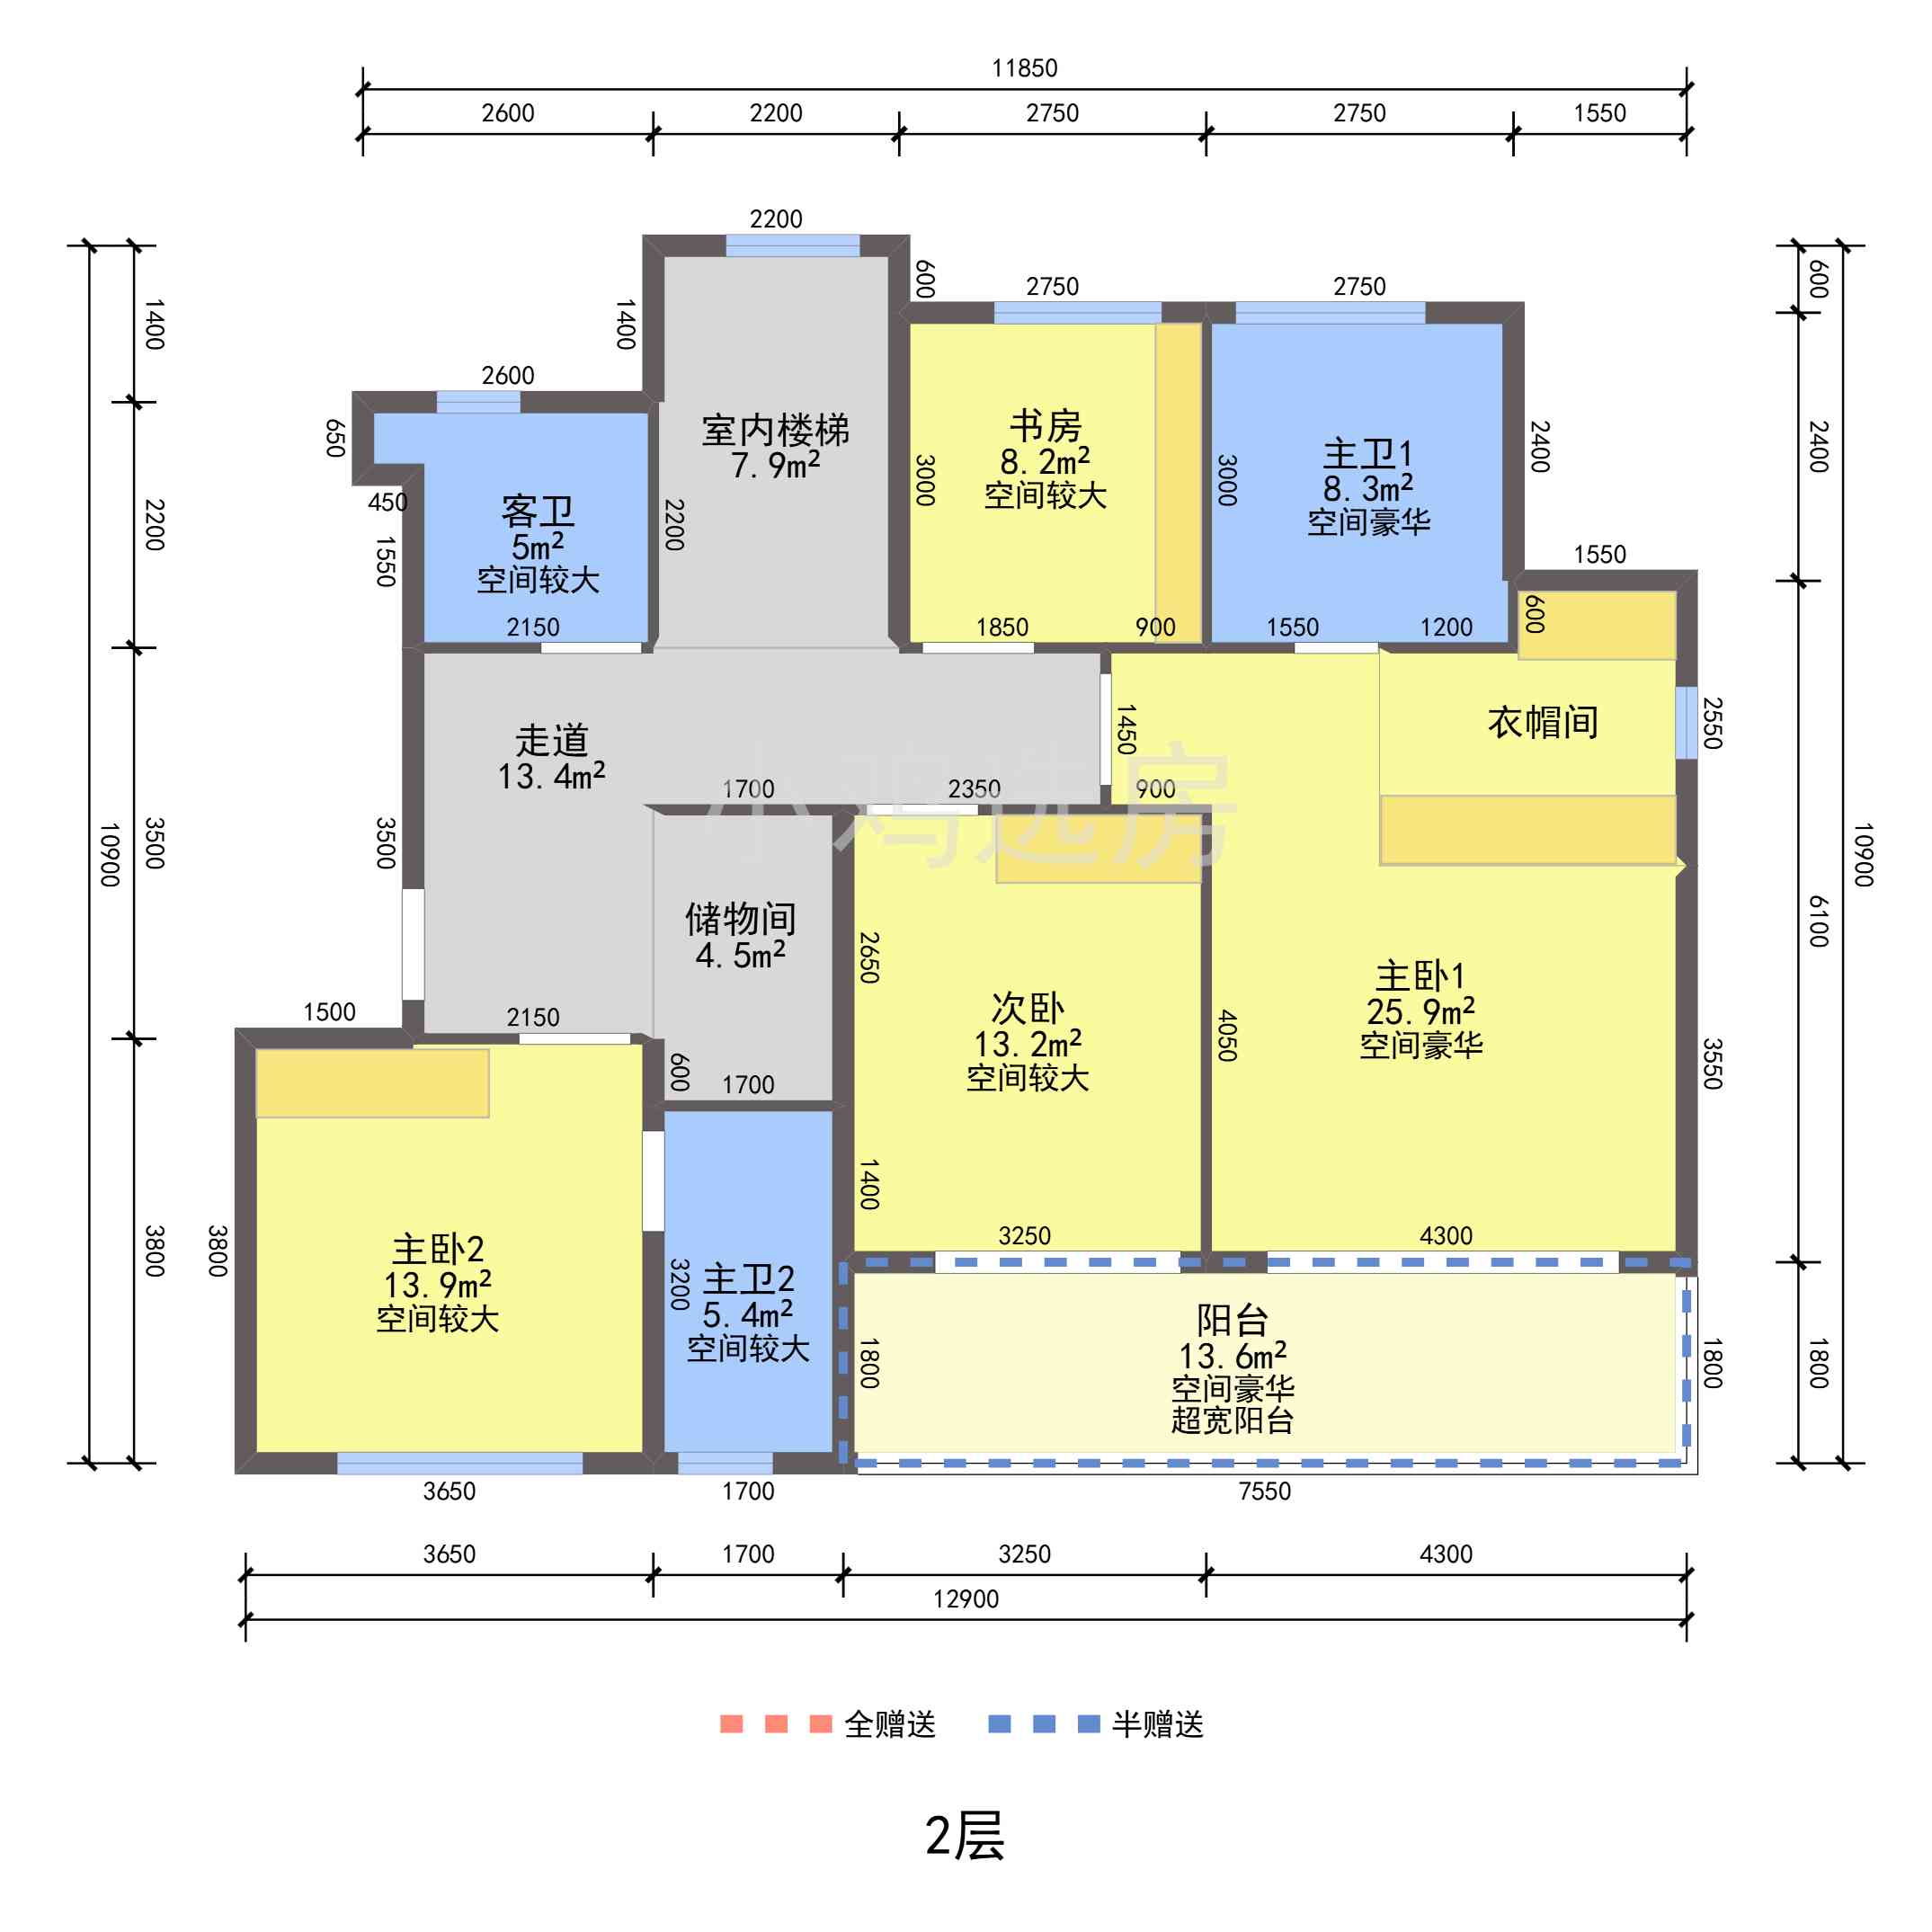 11850
2600 2200 2750 2750 1550
2200
600
2750
2750
600
1400
1400
2600
650
450
1550
2200
2200
2400
2400
室内楼梯
7.9m²
书房
8.2m²
空间较大
3000
主卫1
8.3m²
空间豪华
3000
客卫
5m²
空间较大
1550
600
2150
1850
900
1550
1200
走道
13.4m²
1450
衣帽间
2550
小鸡选房
1700
2350
900
3500
3500
10900
10900
6100
储物间
4.5m²
2650
次卧
13.2m²
空间较大
主卧1
25.9m²
空间豪华
4050
3550
1500
2150
600
1700
1400
3250
4300
3800
3800
主卧2
13.9m²
空间较大
3200
主卫2
5.4m²
空间较大
阳台
13.6m²
空间豪华
超宽阳台
1800
1800
1800
3650
1700
7550
3650 1700 3250 4300
12900
全赠送 半赠送
2层